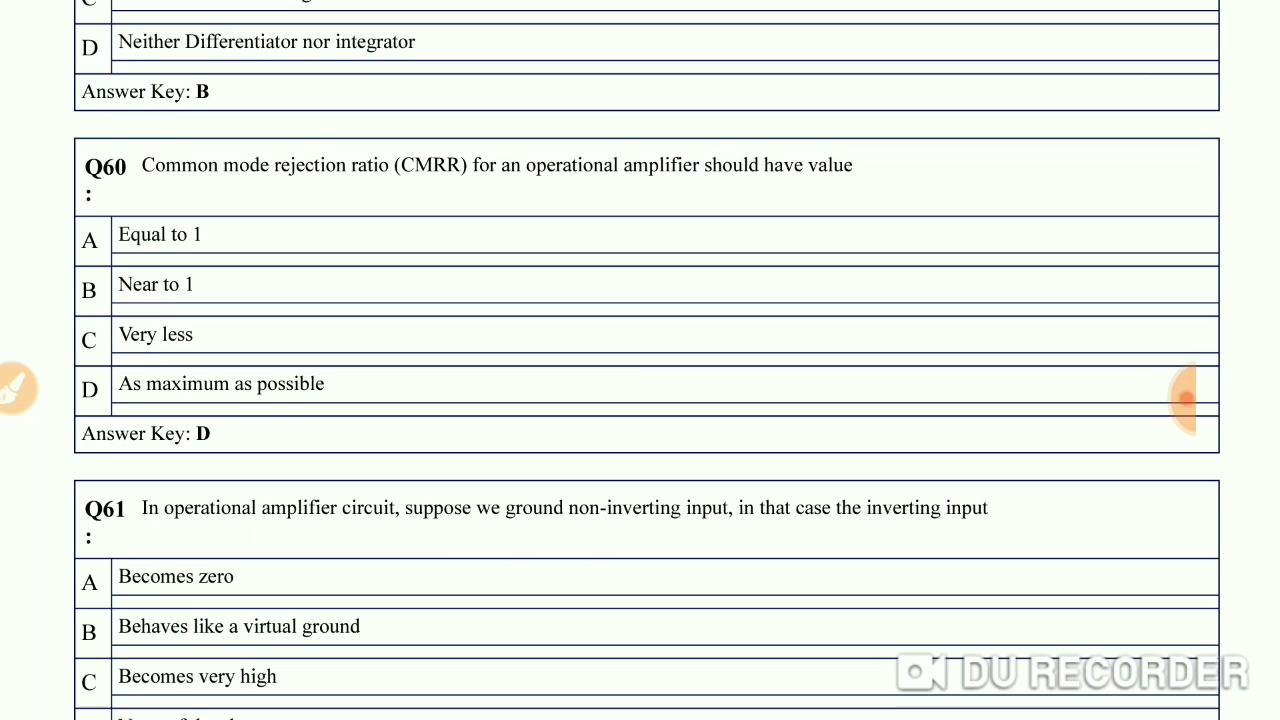 C
D Neither Differentiator nor integrator
Answer Key: B
Q60 Common mode rejection ratio (CMRR) for an operational amplifier should have value
:
A Equal to 1
B Near to 1
C Very less
D As maximum as possible
Answer Key: D
Q61 In operational amplifier circuit, suppose we ground non-inverting input, in that case the inverting input
:
A Becomes zero
B Behaves like a virtual ground
C Becomes very high
DU RECORDER